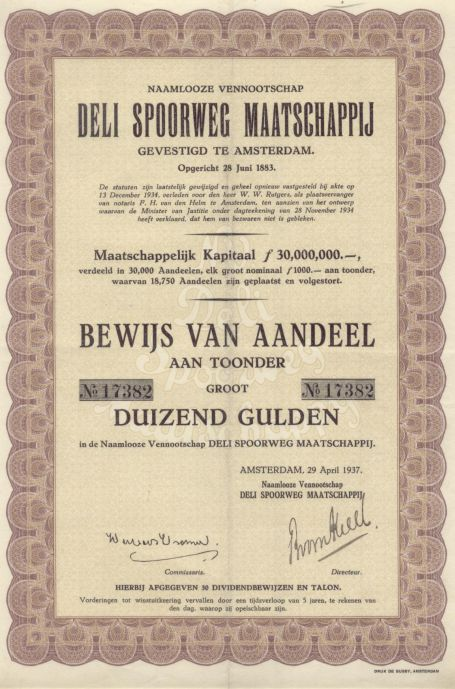 NAAMLOOZE VENNOOTSCHAP
DELI SPOORWEG MAATSCHAPPIJ
GEVESTIGD TE AMSTERDAM.
Opgericht 28 Juni 1883.
De statuten zijn laatstelijk gewijzigd en geheel opnieuw vastgesteld bij akte op
13 December 1934, verleden voor den heer W. W. Rutgers, als plaatsvervanger
van notaris F. H. van den Helm te Amsterdam, ten aanzien van het ontwerp
waarvan de Minister van Justitie onder dagteekening van 28 November 1934
heeft verklaard, dat hem van bezwaren niet is gebleken.
Maatschappelijk Kapitaal ƒ 30,000,000.—,
verdeeld in 30,000 Aandeelen, elk groot nominaal ƒ 1000.— aan toonder,
waarvan 18,750 Aandeelen zijn geplaatst en volgestort.
Deli
Spoorweg
BEWIJS VAN AANDEEL
AAN TOONDER
No 17382 GROOT No 17382
DUIZEND GULDEN
in de Naamlooze Vennootschap DELI SPOORWEG MAATSCHAPPIJ.
AMSTERDAM, 29 April 1937.
Naamlooze Vennootschap
DELI SPOORWEG MAATSCHAPPIJ
Commissaris. Directeur.
HIERBIJ AFGEGEVEN 30 DIVIDENDBEWIJZEN EN TALON.
Vorderingen tot winstuitkeering vervallen door een tijdsverloop van 5 jaren, te rekenen van
den dag, waarop zij opeischbaar zijn.
DRUK DE BUSSY, AMSTERDAM